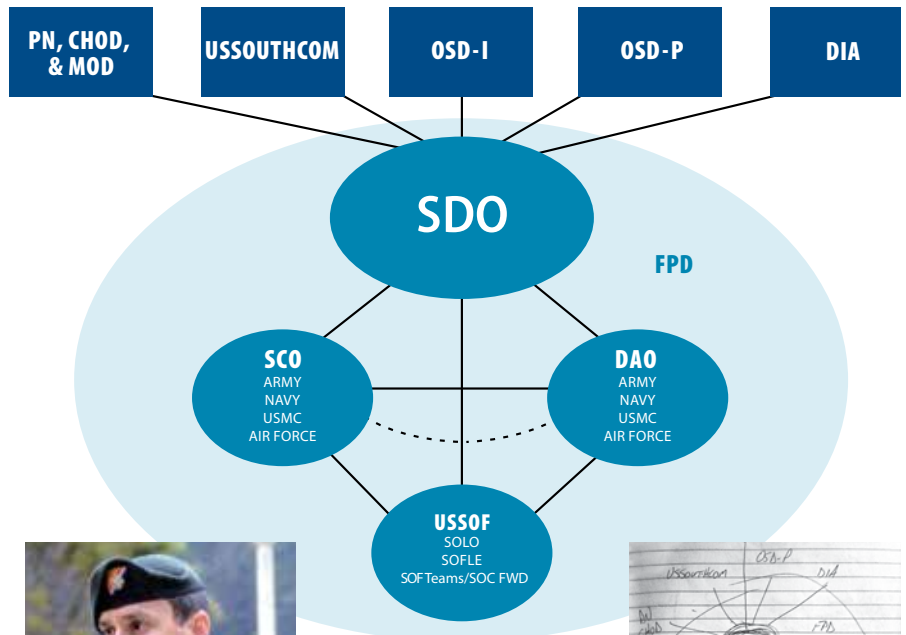 PN, CHOD,
& MOD
USSOUTHCOM
OSD-I
OSD-P
DIA
SDO
FPD
SCO
ARMY
NAVY
USMC
AIR FORCE
DAO
ARMY
NAVY
USMC
AIR FORCE
USSOF
SOLO
SOFLE
SOFTeams/SOC FWD
OSD-P
USSOUTHCOM
DIA
FPD